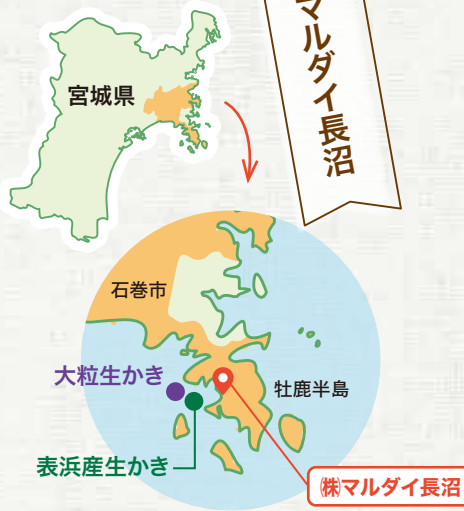 マルダイ長沼
宮城県
石巻市
大粒生かき
牡鹿半島
表浜産生かき
㈱マルダイ長沼